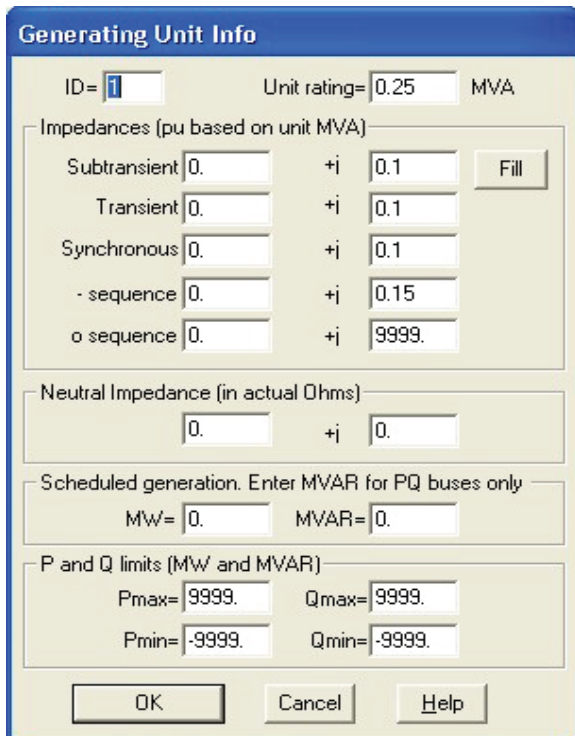 Generating Unit Info
ID= 1 Unit rating= 0.25 MVA
Impedances (pu based on unit MVA)
Subtransient 0. +j 0.1 Fill
Transient 0. +j 0.1
Synchronous 0. +j 0.1
- sequence 0. +j 0.15
o sequence 0. +j 9999.
Neutral Impedance (in actual Ohms)
0. +j 0.
Scheduled generation. Enter MVAR for PQ buses only
MW= 0. MVAR= 0.
P and Q limits (MW and MVAR)
Pmax= 9999. Qmax= 9999.
Pmin= -9999. Qmin= -9999.
OK Cancel Help